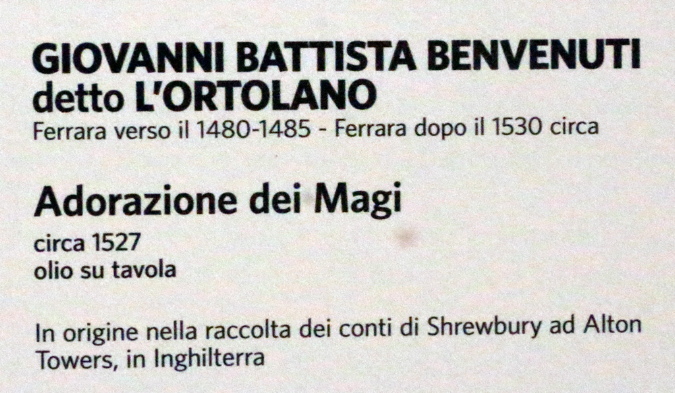 GIOVANNI BATTISTA BENVENUTI
detto L'ORTOLANO
Ferrara verso il 1480-1485 - Ferrara dopo il 1530 circa
Adorazione dei Magi
circa 1527
olio su tavola
In origine nella raccolta dei conti di Shrewbury ad Alton
Towers, in Inghilterra